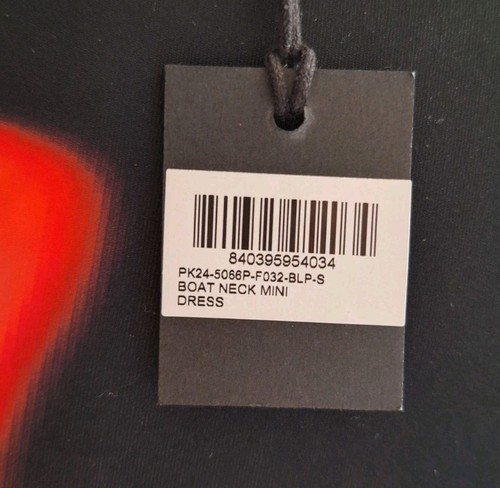 840395954034
PK24-5066P-F032-BLP-S
BOAT NECK MINI
DRESS